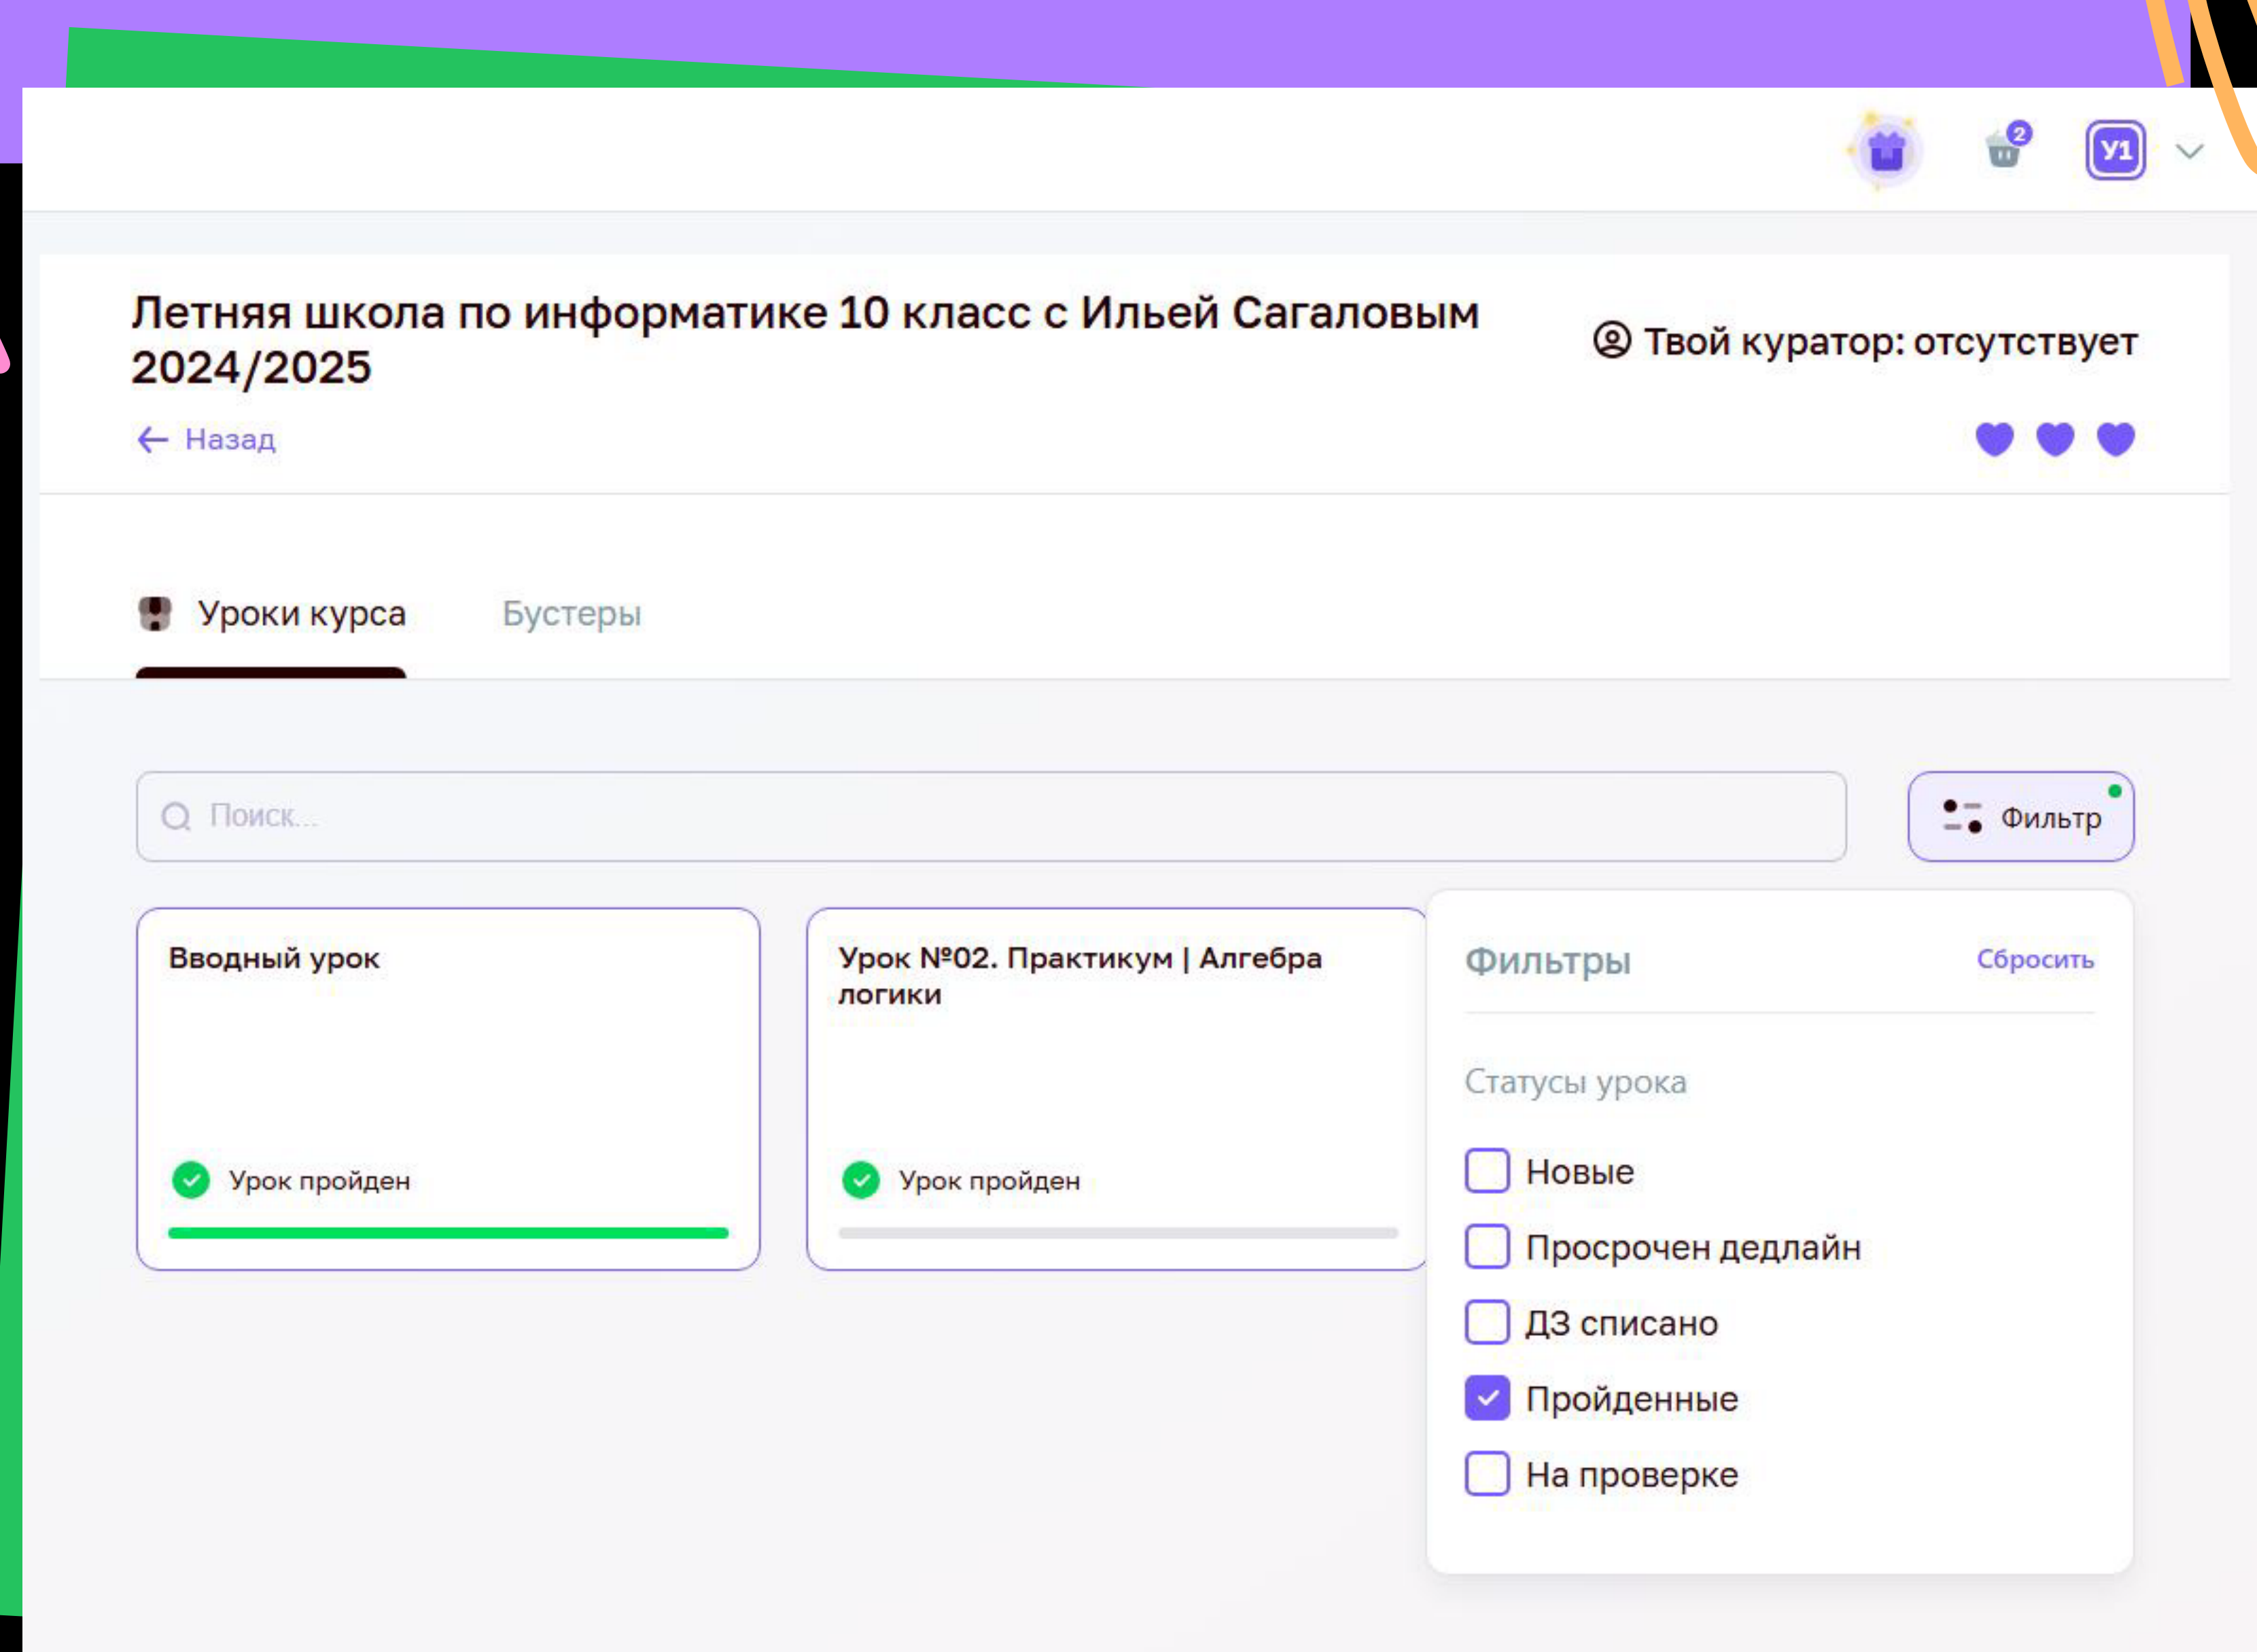 2
У1
Летняя школа по информатике 10 класс с Ильей Сагаловым
2024/2025
Твой куратор: отсутствует
Назад
Уроки курса
Бустеры
Поиск...
Фильтр
Вводный урок
Урок пройден
Урок №02. Практикум | Алгебра
логики
Урок пройден
Фильтры
Сбросить
Статусы урока
Новые
Просрочен дедлайн
ДЗ списано
Пройденные
На проверке